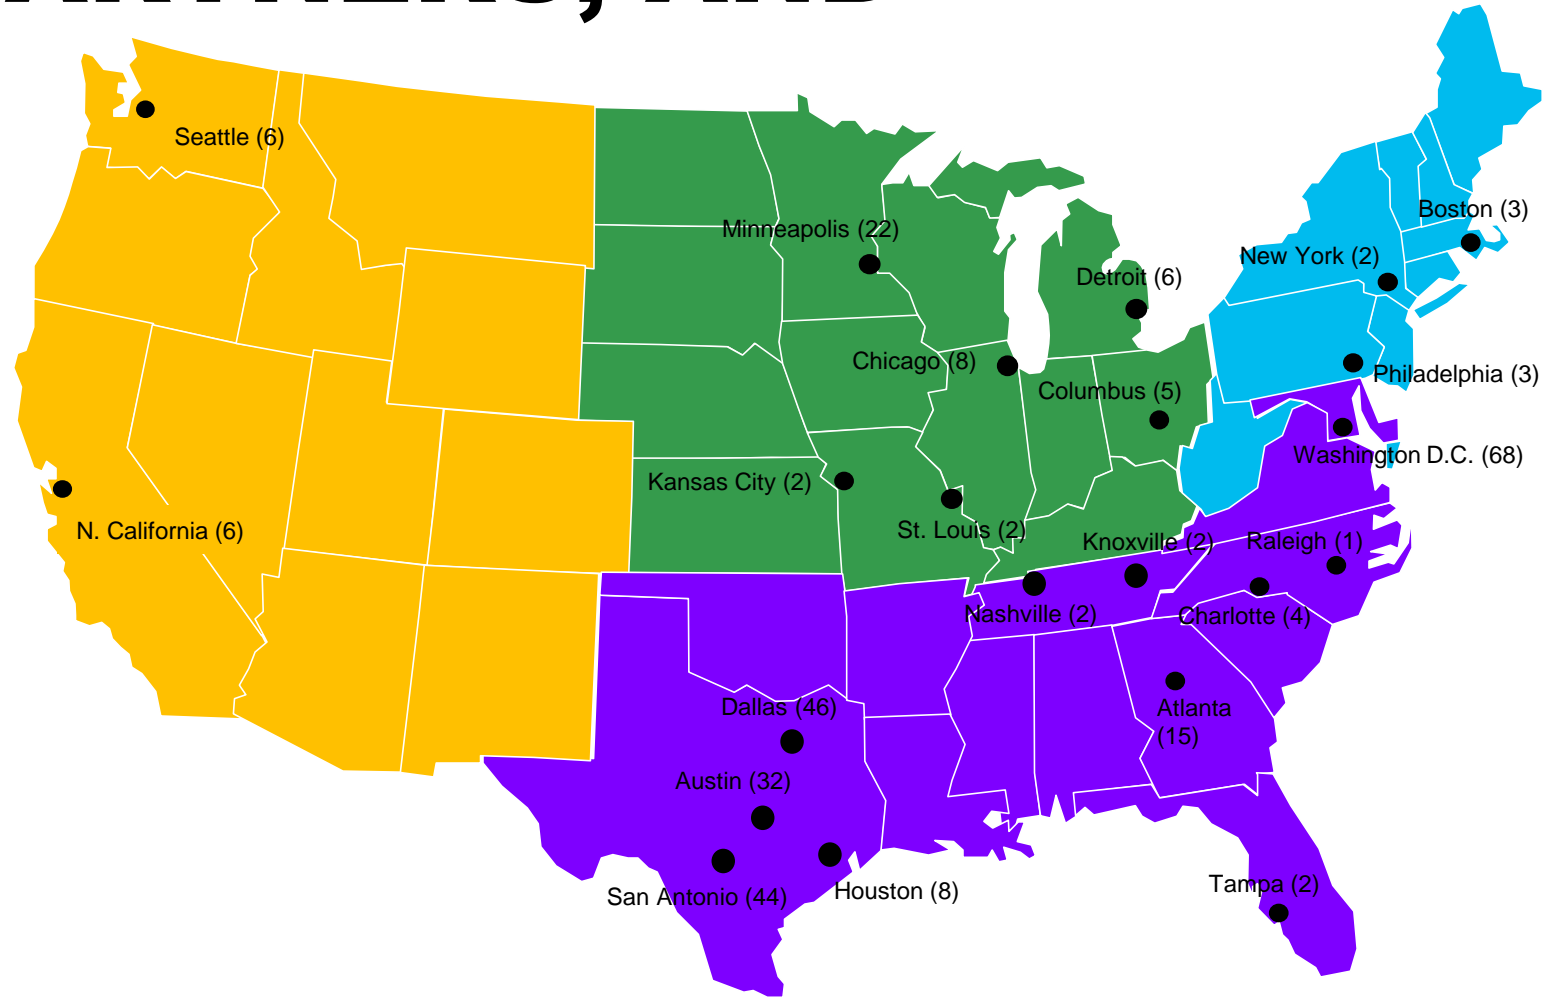 Seattle (6)
Boston (3)
Minneapolis (22)
New York (2)
Detroit (6)
Chicago (8)
Philadelphia (3)
Columbus (5)
Washington D.C. (68)
Kansas City (2)
N. California (6)
St. Louis (2)
Knoxville (2)
Raleigh (1)
Nashville (2)
Charlotte (4)
Dallas (46)
Atlanta
(15)
Austin (32)
Tampa (2)
San Antonio (44)
Houston (8)